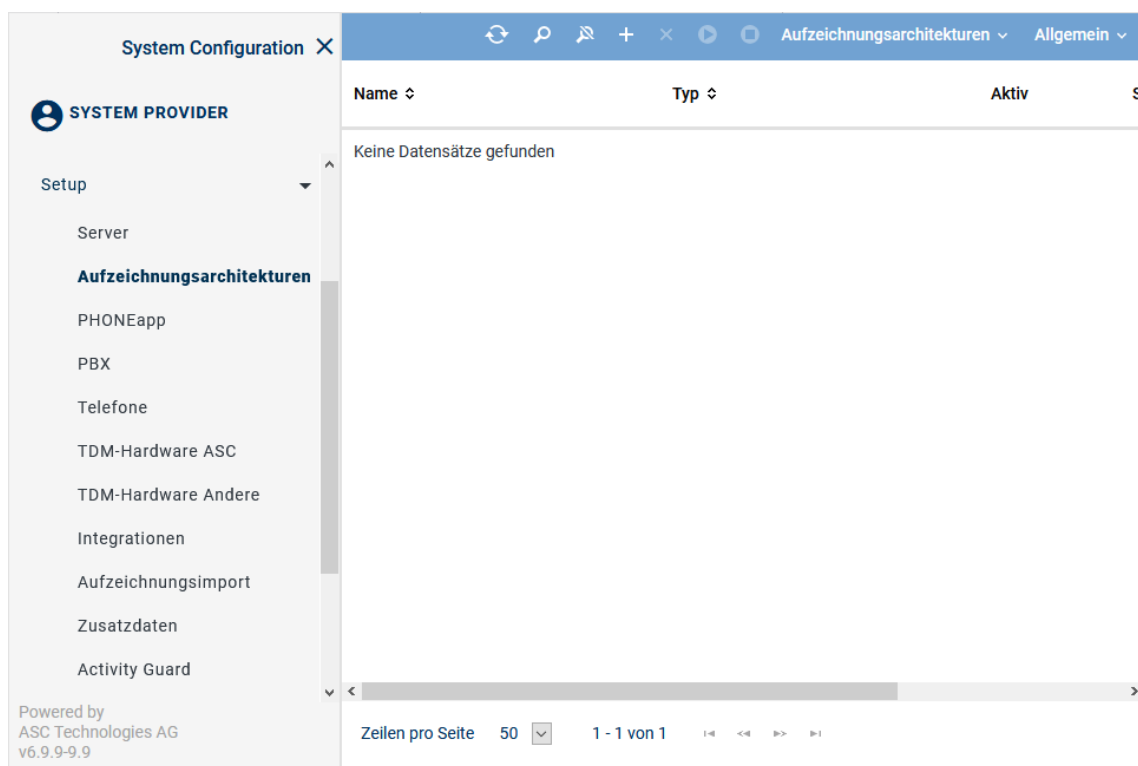 System Configuration
SYSTEM PROVIDER
Setup
Server
Aufzeichnungsarchitekturen
PHONEapp
PBX
Telefone
TDM-Hardware ASC
TDM-Hardware Andere
Integrationen
Aufzeichnungsimport
Zusatzdaten
Activity Guard
Powered by
ASC Technologies AG
v6.9.9-9.9
Aufzeichnungsarchitekturen Allgemein
Name Typ Aktiv S
Keine Datensätze gefunden
Zeilen pro Seite 50 1 - 1 von 1